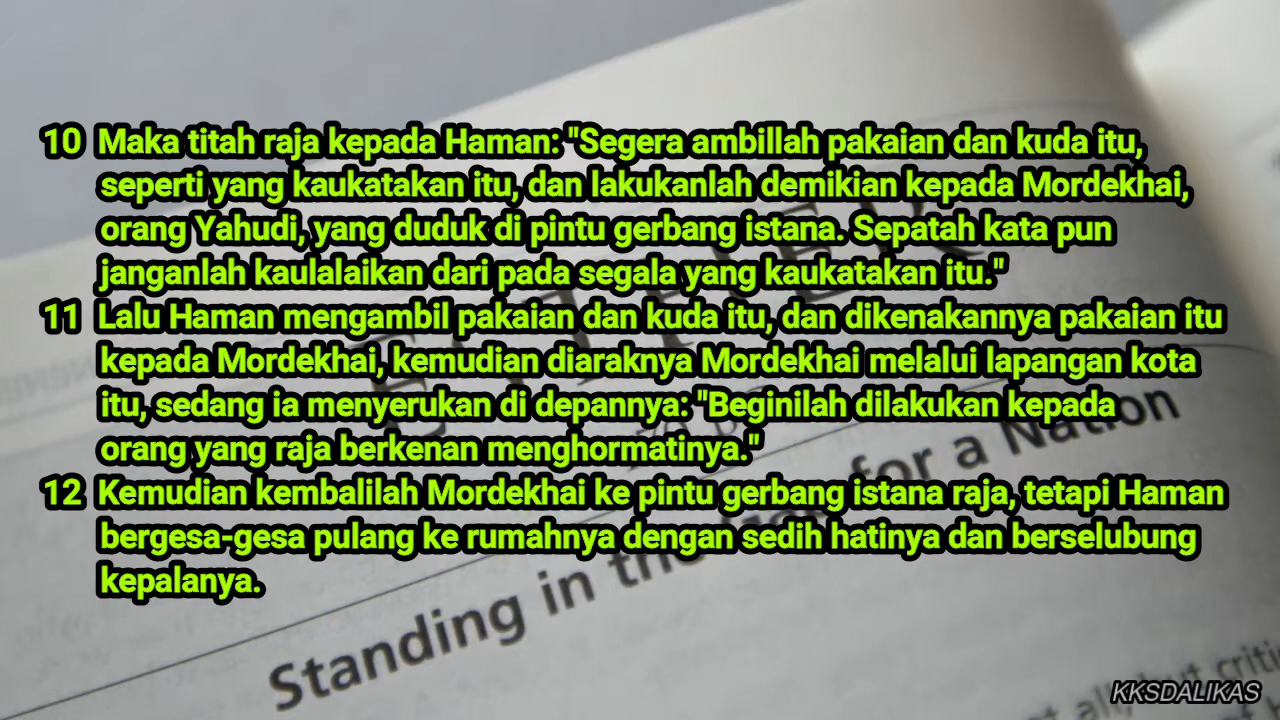 10 Maka titah raja kepada Haman: "Segera ambillah pakaian dan kuda itu,
seperti yang kaukatakan itu, dan lakukanlah demikian kepada Mordekhai,
orang Yahudi, yang duduk di pintu gerbang istana. Sepatah kata pun
janganlah kaulalaikan dari pada segala yang kaukatakan itu."
11 Lalu Haman mengambil pakaian dan kuda itu, dan dikenakannya pakaian itu
kepada Mordekhai, kemudian diaraknya Mordekhai melalui lapangan kota
itu, sedang ia menyerukan di depannya: "Beginilah dilakukan kepada
orang yang raja berkenan menghormatinya."
12 Kemudian kembalilah Mordekhai ke pintu gerbang istana raja, tetapi Haman
bergesa-gesa pulang ke rumahnya dengan sedih hatinya dan berselubung
kepalanya.
Standing in the for a Nation
KKSDALIKAS